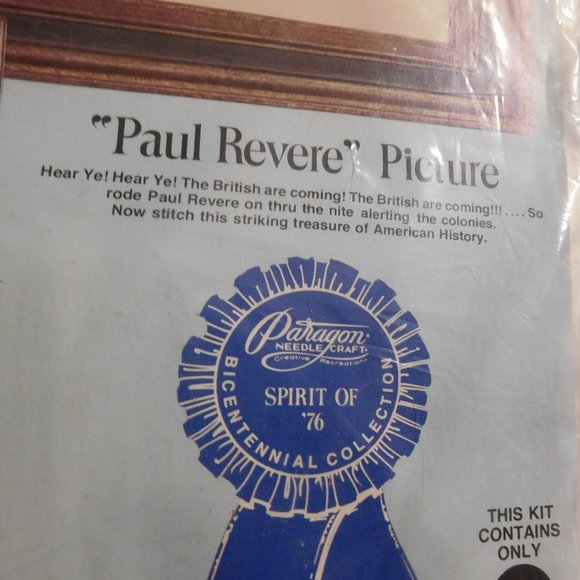 "Paul Revere" Picture
Hear Ye! Hear Ye! The British are coming! The British are coming!!!.... So
rode Paul Revere on thru the nite alerting the colonies.
Now stitch this striking treasure of American History.
Paragon
NEEDLE CRAFT
Creative Recreation
BICENTENNIAL COLLECTION
SPIRIT OF
'76
THIS KIT
CONTAINS
ONLY